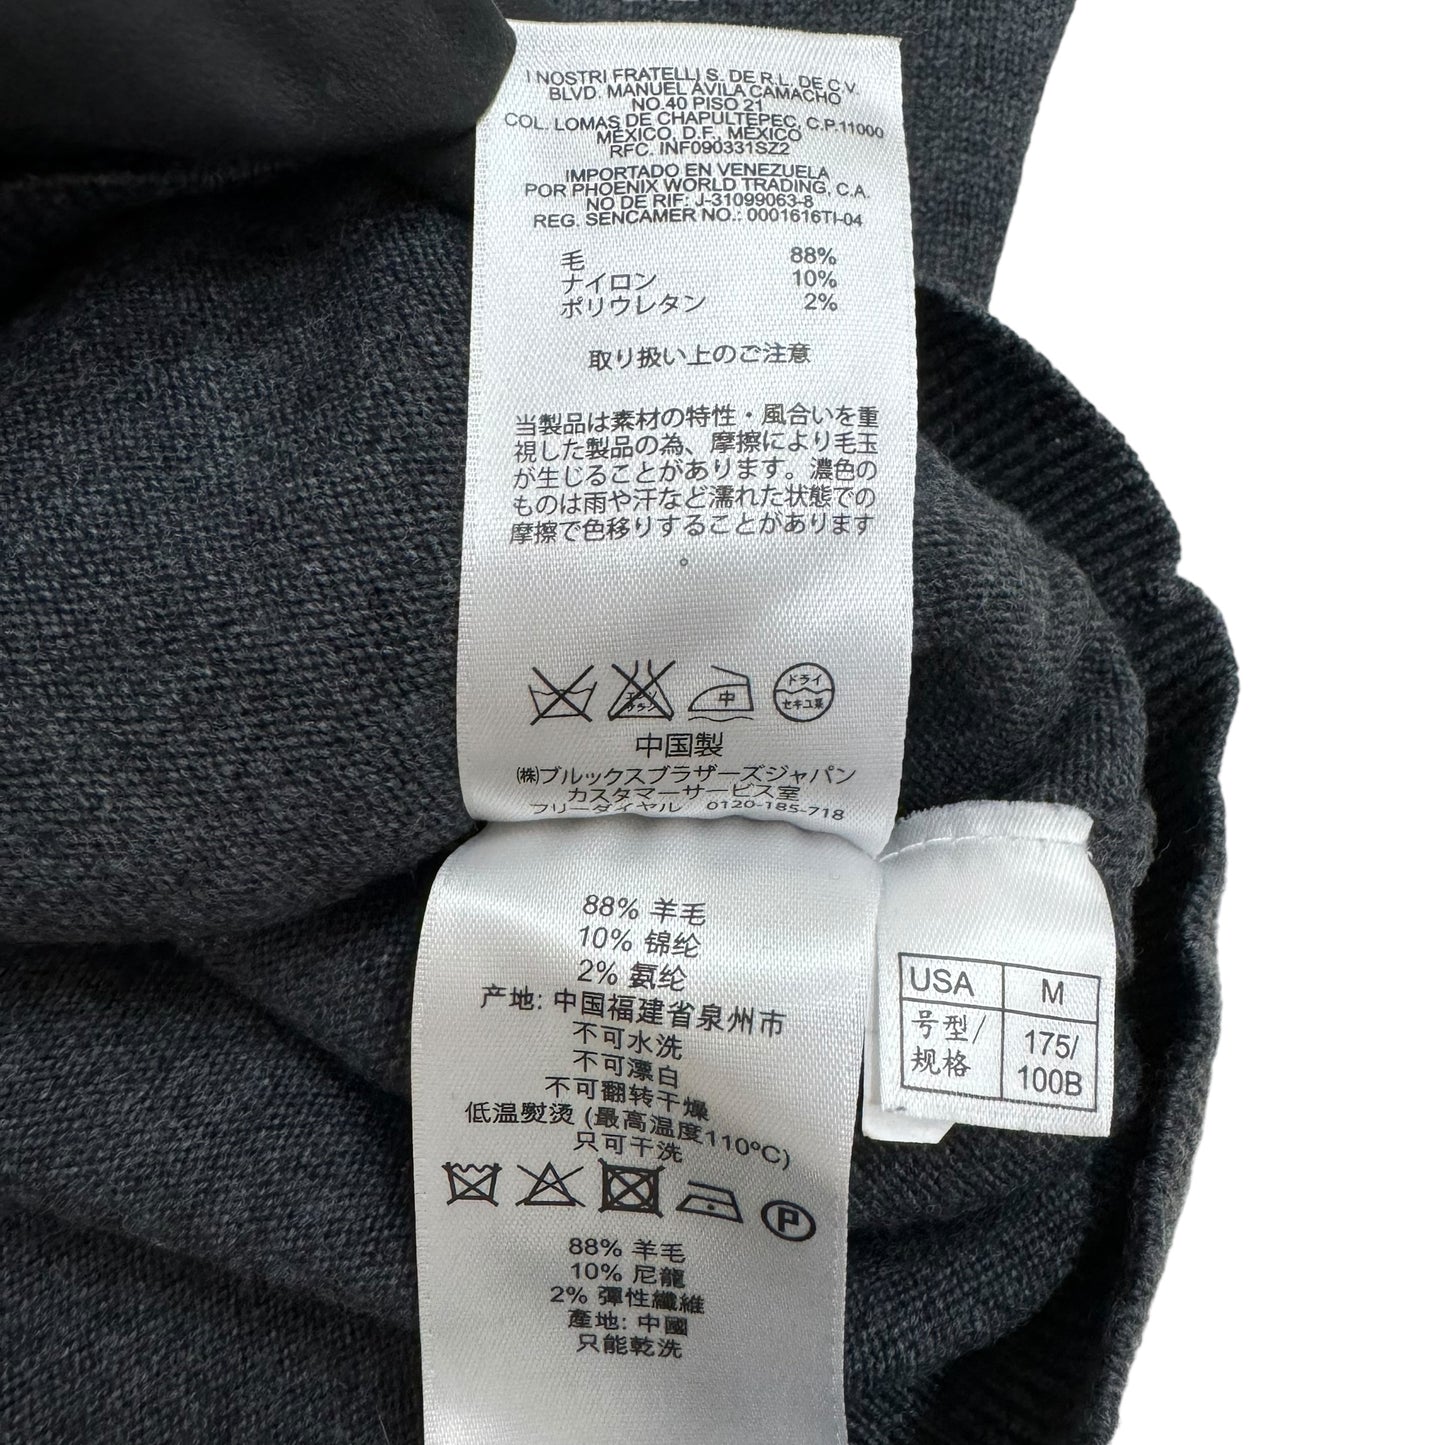 I NOSTRI FRATELLI S. DE R.L. DE C.V.
BLVD. MANUEL AVILA CAMACHO
NO.40 PISO 21
COL. LOMAS DE CHAPULTEPEC, C.P.11000
MÉXICO, D.F., MÉXICO
RFC. INF090331SZ2
IMPORTADO EN VENEZUELA
POR PHOENIX WORLD TRADING, C.A.
NO DE RIF: J-31099063-8
REG. SENCAMER NO.: 0001616TI-04
毛 88%
ナイロン 10%
ポリウレタン 2%
取り扱い上のご注意
当製品は素材の特性・風合いを重
視した製品の為、摩擦により毛玉
が生じることがあります。濃色の
ものは雨や汗など濡れた状態での
摩擦で色移りすることがあります
。
エンソ
サラシ
中
ドライ
セキユ系
中国製
㈱ブルックスブラザーズジャパン
カスタマーサービス室
フリーダイヤル 0120-185-718
88% 羊毛
10% 锦纶
2% 氨纶
产地: 中国福建省泉州市
不可水洗
不可漂白
不可翻转干燥
低温熨烫 (最高温度110ºC)
只可干洗
P
88% 羊毛
10% 尼龍
2% 彈性纖維
產地: 中國
只能乾洗
USA M
号型/ 175/
规格 100B